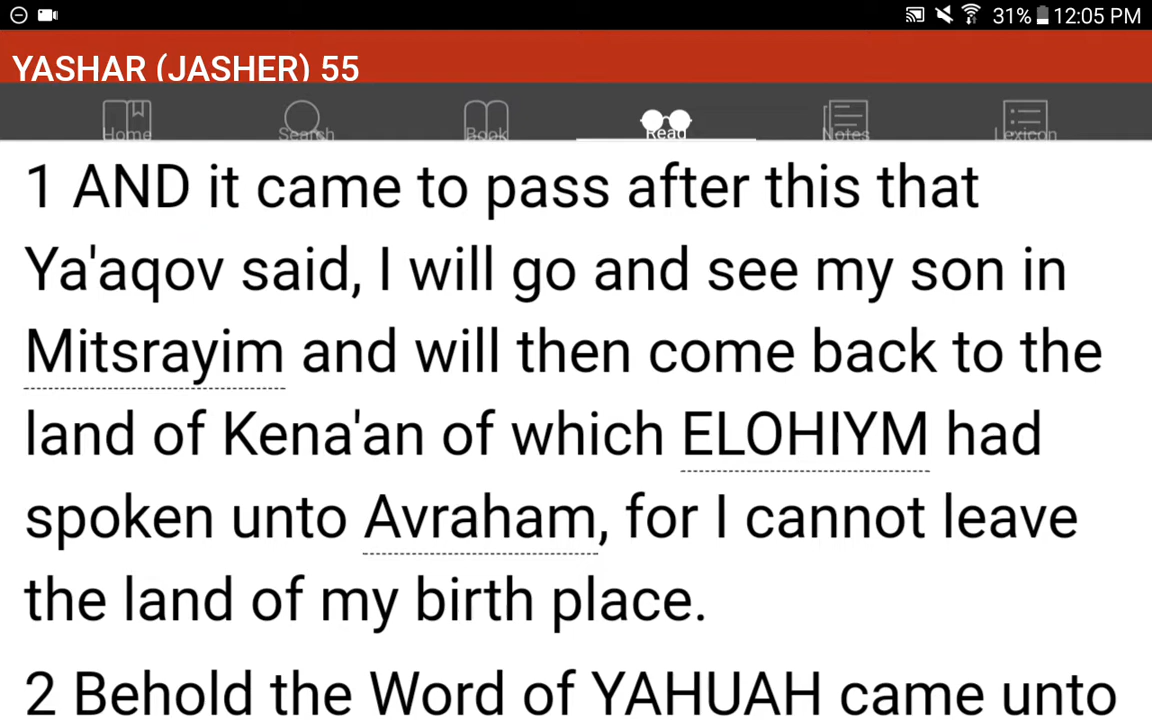 31% 12:05 PM
YASHAR (JASHER) 55
Home Search Book Read Notes Lexicon
1 AND it came to pass after this that
Ya'aqov said, I will go and see my son in
Mitsrayim and will then come back to the
land of Kena'an of which ELOHIYM had
spoken unto Avraham, for I cannot leave
the land of my birth place.
2 Behold the Word of YAHUAH came unto